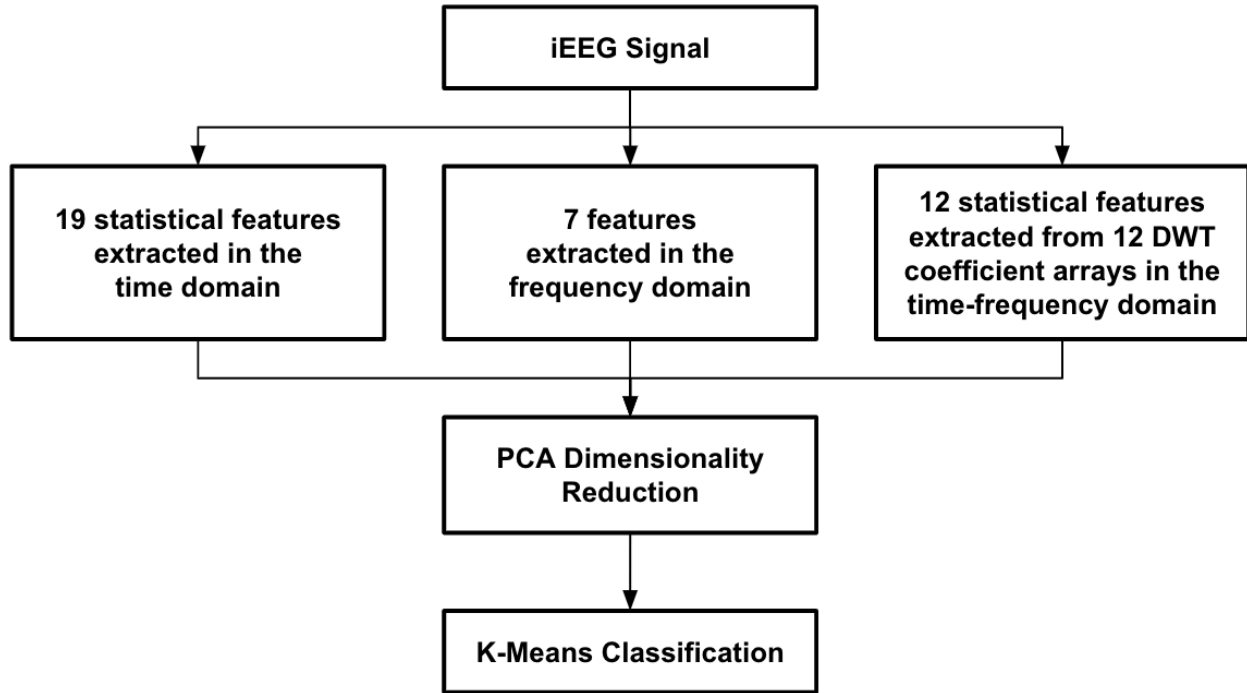 iEEG Signal
19 statistical features
extracted in the
time domain
7 features
extracted in the
frequency domain
12 statistical features
extracted from 12 DWT
coefficient arrays in the
time-frequency domain
PCA Dimensionality
Reduction
K-Means Classification